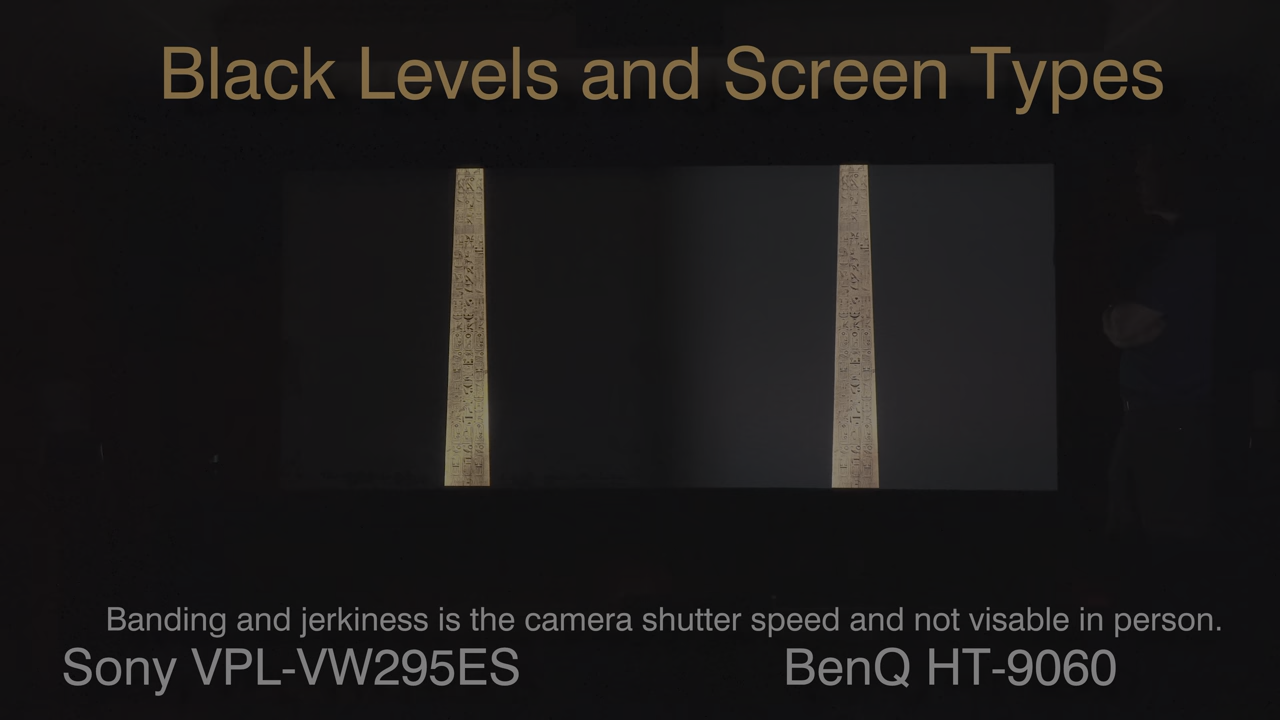 Black Levels and Screen Types
Banding and jerkiness is the camera shutter speed and not visable in person.
Sony VPL-VW295ES
BenQ HT-9060